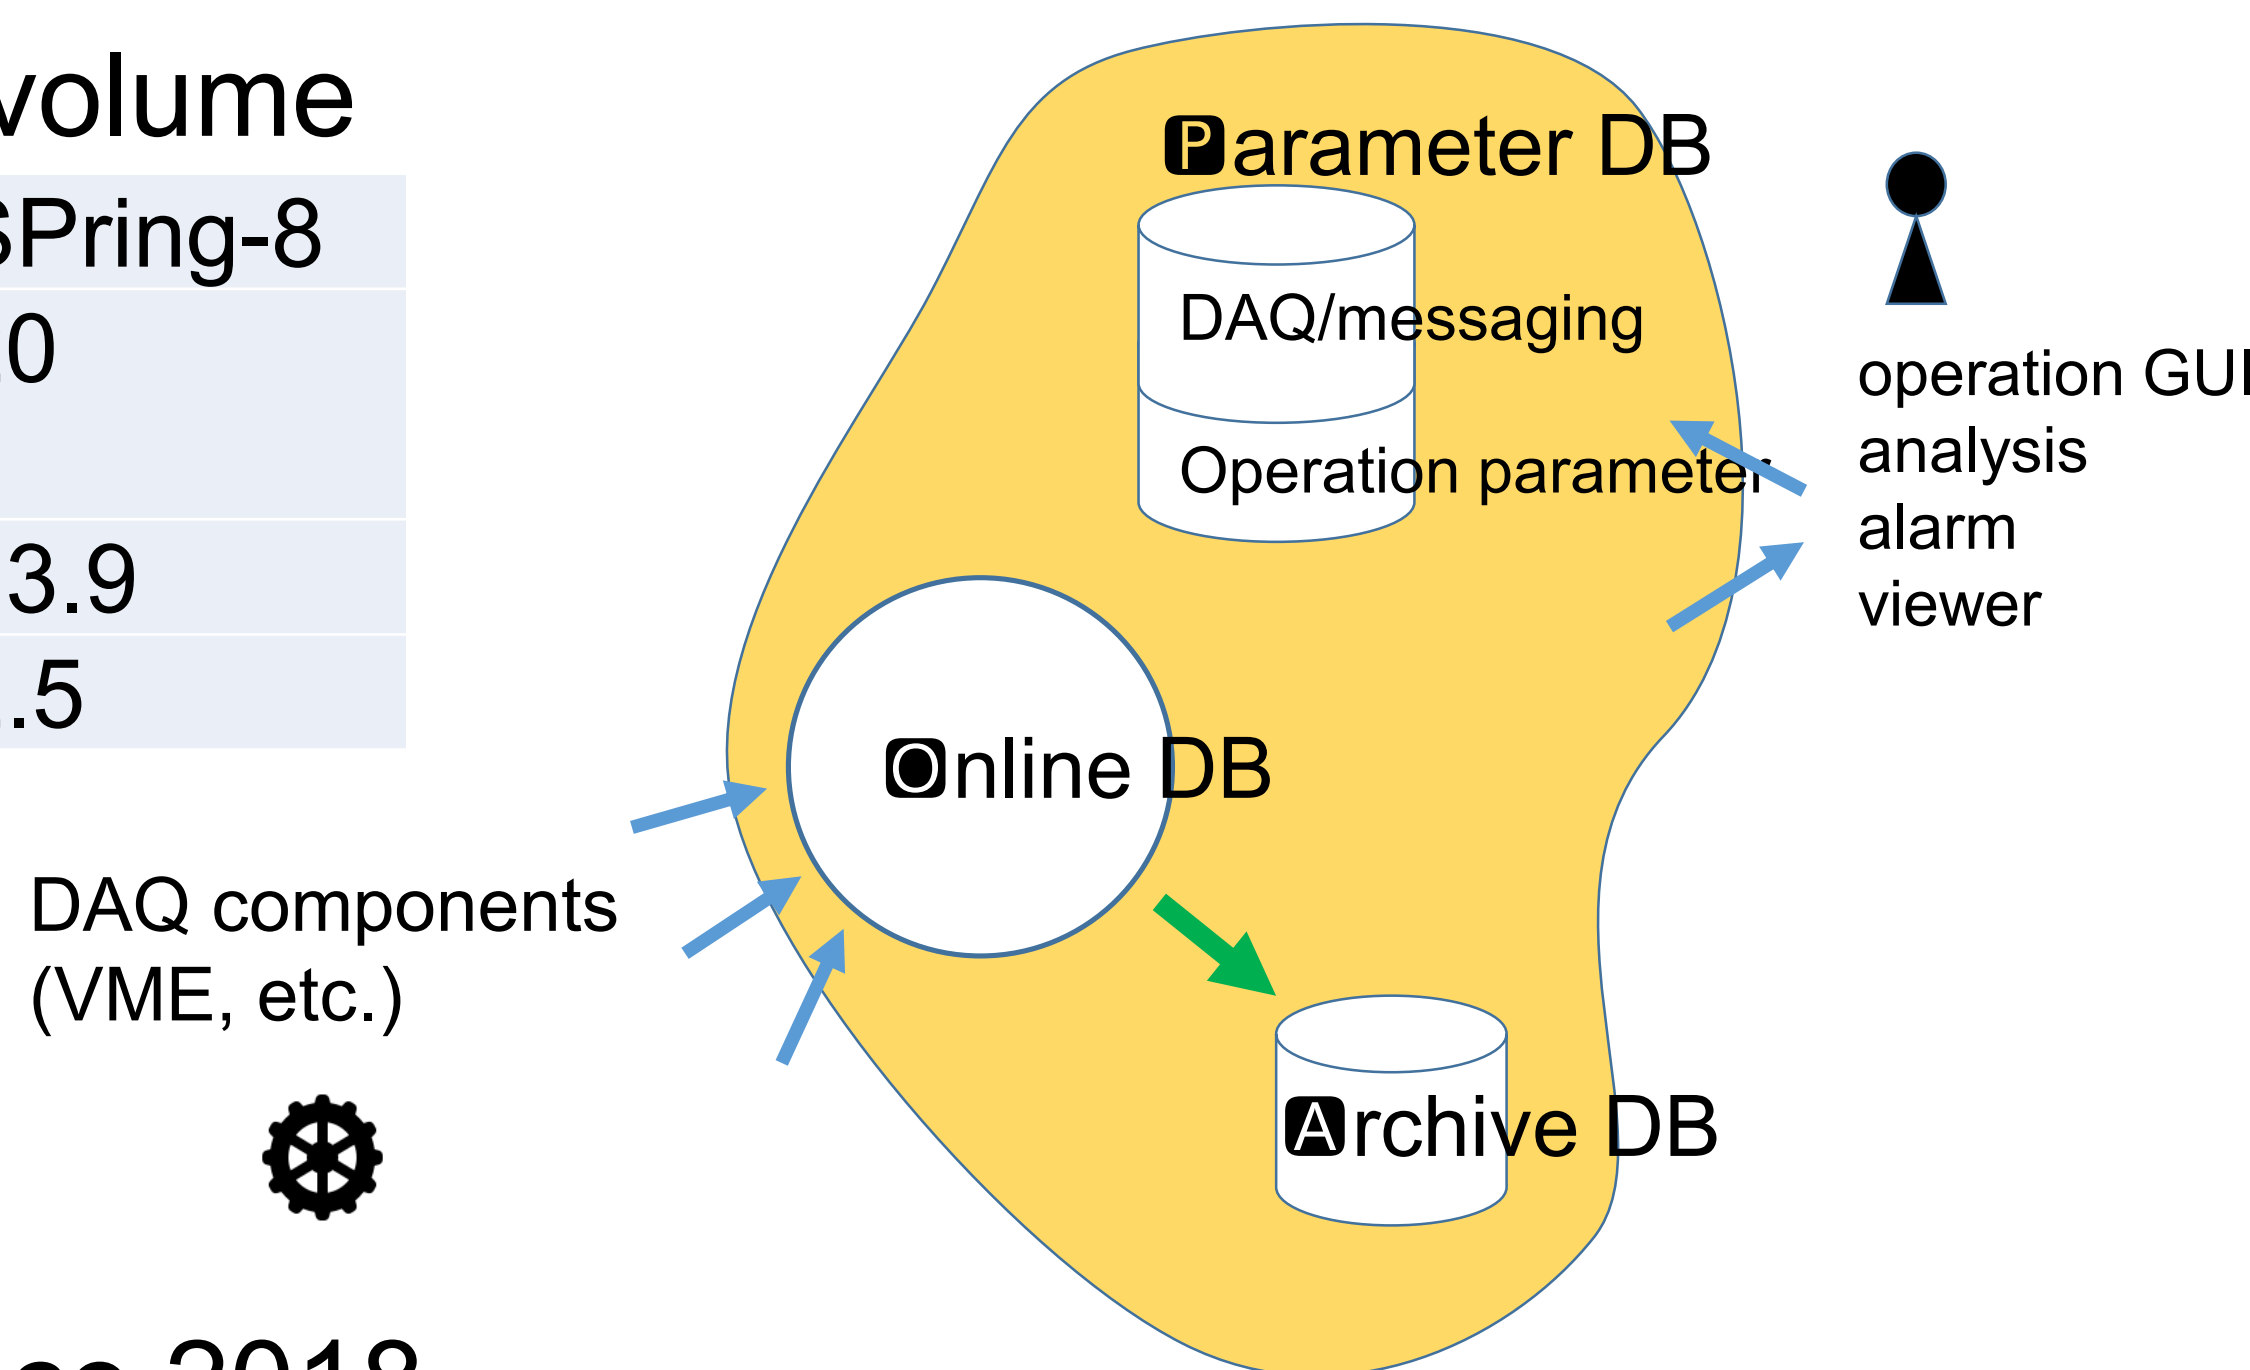 volume
SPring-8
0
3.9
.5
DAQ components
(VME, etc.)
2018
Parameter DB
DAQ/messaging
Operation parameter
Online DB
Archive DB
operation GUI
analysis
alarm
viewer